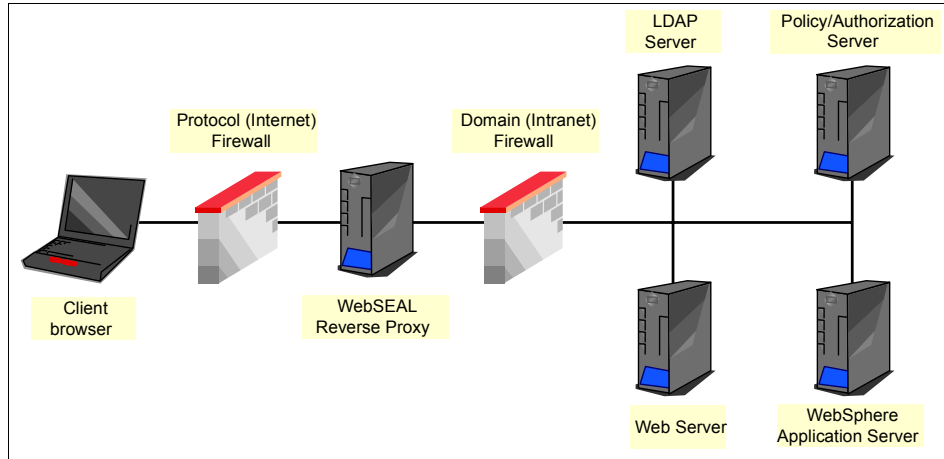 LDAP
Server
Policy/Authorization
Server
Protocol (Internet)
Firewall
Domain (Intranet)
Firewall
Client
browser
WebSEAL
Reverse Proxy
Web Server
WebSphere
Application Server